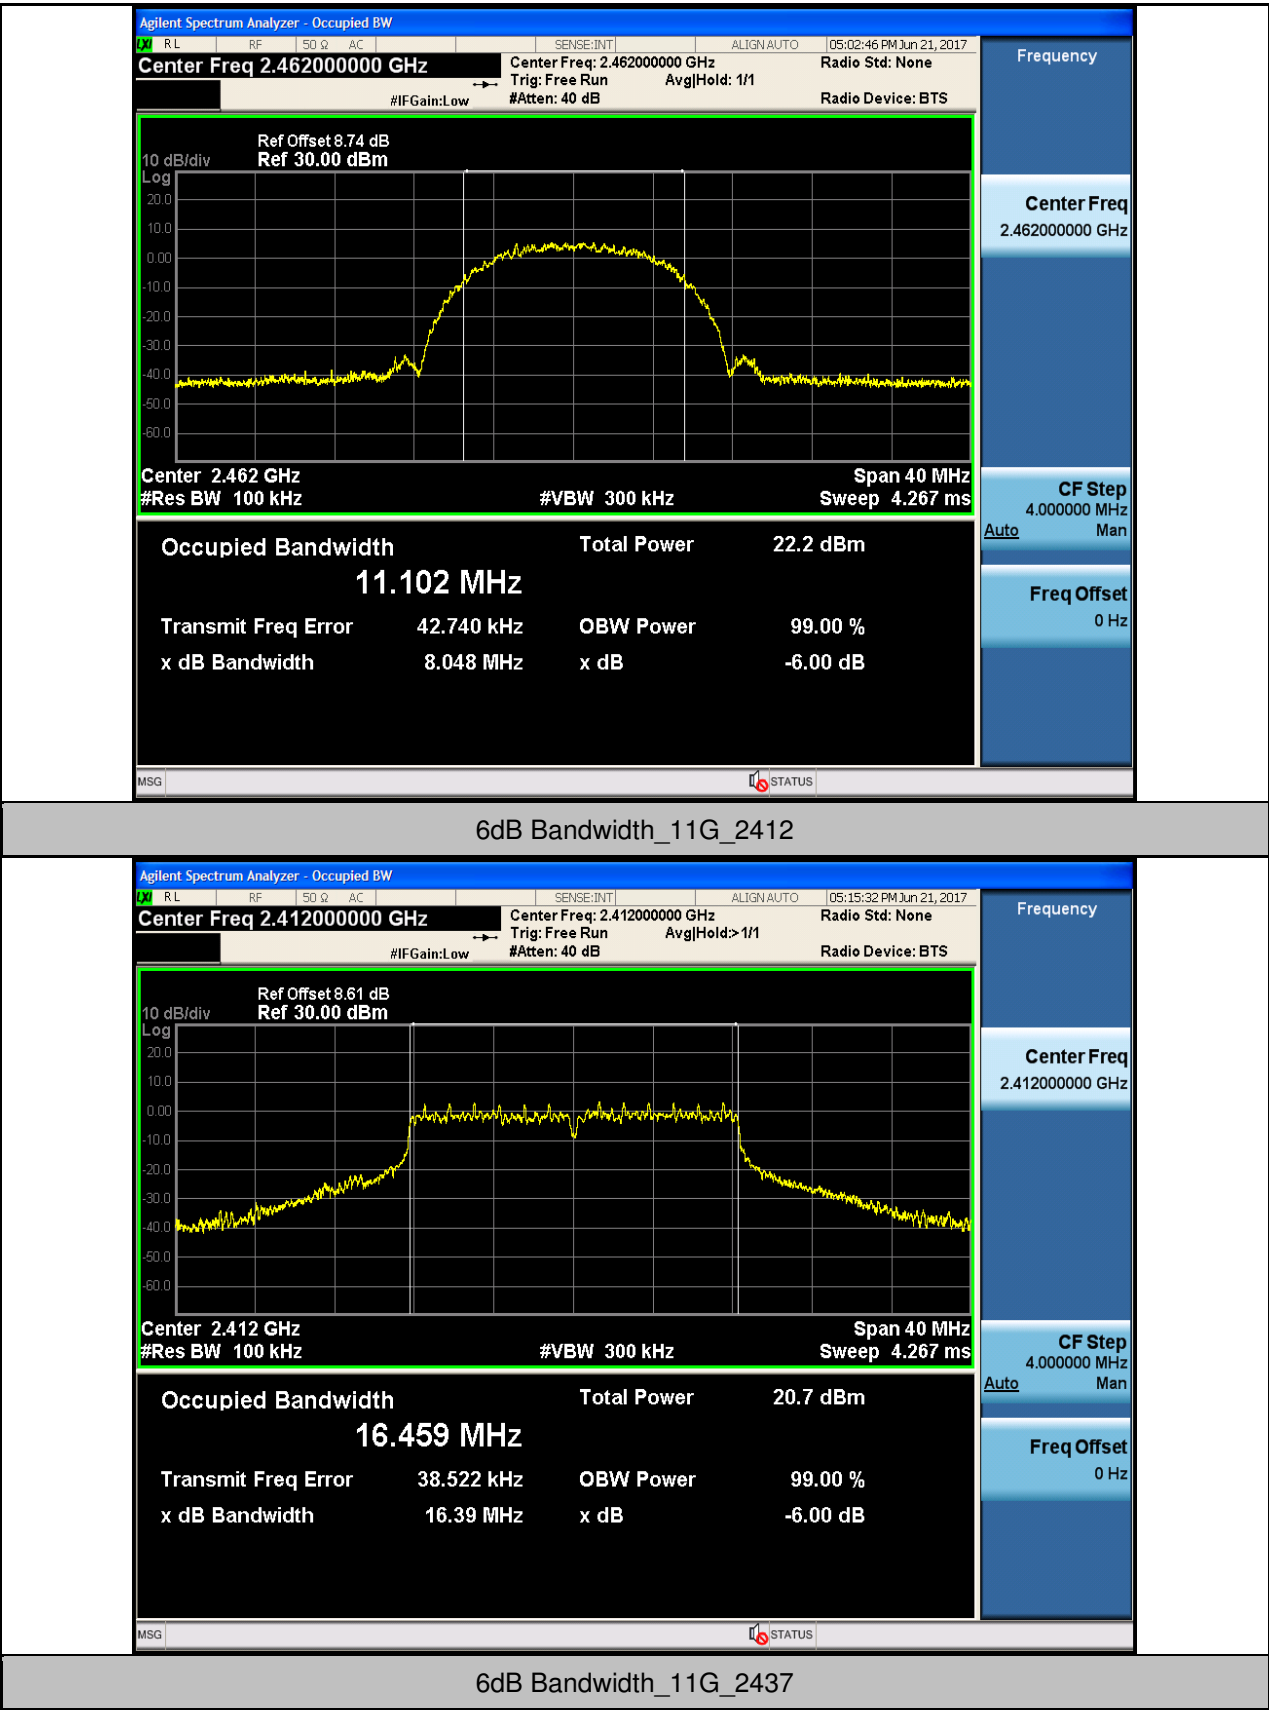 Agilent Spectrum Analyzer - Occupied BW
LXI RL RF 50 Ω AC SENSE:INT ALIGN AUTO 05:02:46 PM Jun 21, 2017
Center Freq 2.462000000 GHz
Center Freq: 2.462000000 GHz
Radio Std: None
Trig: Free Run Avg|Hold: 1/1
#IFGain:Low #Atten: 40 dB Radio Device: BTS
Ref Offset 8.74 dB
10 dB/div Ref 30.00 dBm
Log
20.0
10.0
0.00
-10.0
-20.0
-30.0
-40.0
-50.0
-60.0
Center 2.462 GHz Span 40 MHz
#Res BW 100 kHz #VBW 300 kHz Sweep 4.267 ms
Occupied Bandwidth Total Power 22.2 dBm
11.102 MHz
Transmit Freq Error 42.740 kHz OBW Power 99.00 %
x dB Bandwidth 8.048 MHz x dB -6.00 dB
MSG STATUS
Frequency
Center Freq
2.462000000 GHz
CF Step
4.000000 MHz
Auto Man
Freq Offset
0 Hz
6dB Bandwidth_11G_2412
Agilent Spectrum Analyzer - Occupied BW
LXI RL RF 50 Ω AC SENSE:INT ALIGN AUTO 05:15:32 PM Jun 21, 2017
Center Freq 2.412000000 GHz
Center Freq: 2.412000000 GHz
Radio Std: None
Trig: Free Run Avg|Hold:>1/1
#IFGain:Low #Atten: 40 dB Radio Device: BTS
Ref Offset 8.61 dB
10 dB/div Ref 30.00 dBm
Log
20.0
10.0
0.00
-10.0
-20.0
-30.0
-40.0
-50.0
-60.0
Center 2.412 GHz Span 40 MHz
#Res BW 100 kHz #VBW 300 kHz Sweep 4.267 ms
Occupied Bandwidth Total Power 20.7 dBm
16.459 MHz
Transmit Freq Error 38.522 kHz OBW Power 99.00 %
x dB Bandwidth 16.39 MHz x dB -6.00 dB
MSG STATUS
Frequency
Center Freq
2.412000000 GHz
CF Step
4.000000 MHz
Auto Man
Freq Offset
0 Hz
6dB Bandwidth_11G_2437